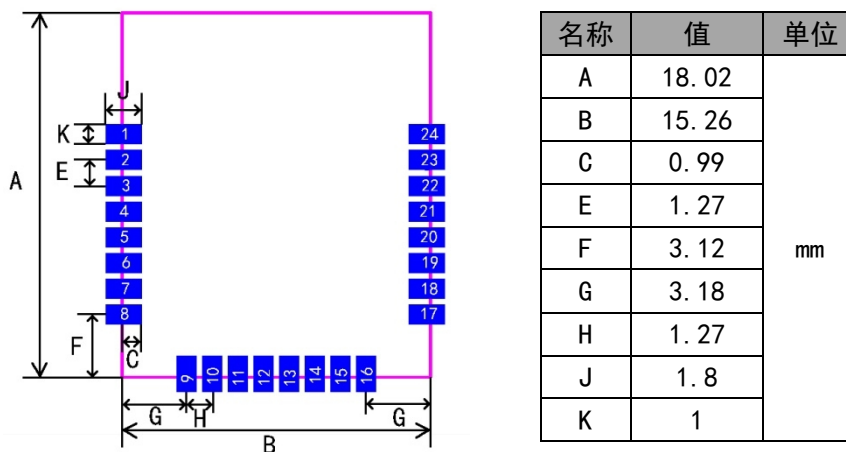 J
K
E
A
F
C
G
H
G
B
1
2
3
4
5
6
7
8
9
10
11
12
13
14
15
16
24
23
22
21
20
19
18
17
名称 值 单位
A 18.02
B 15.26
C 0.99
E 1.27
F 3.12 mm
G 3.18
H 1.27
J 1.8
K 1